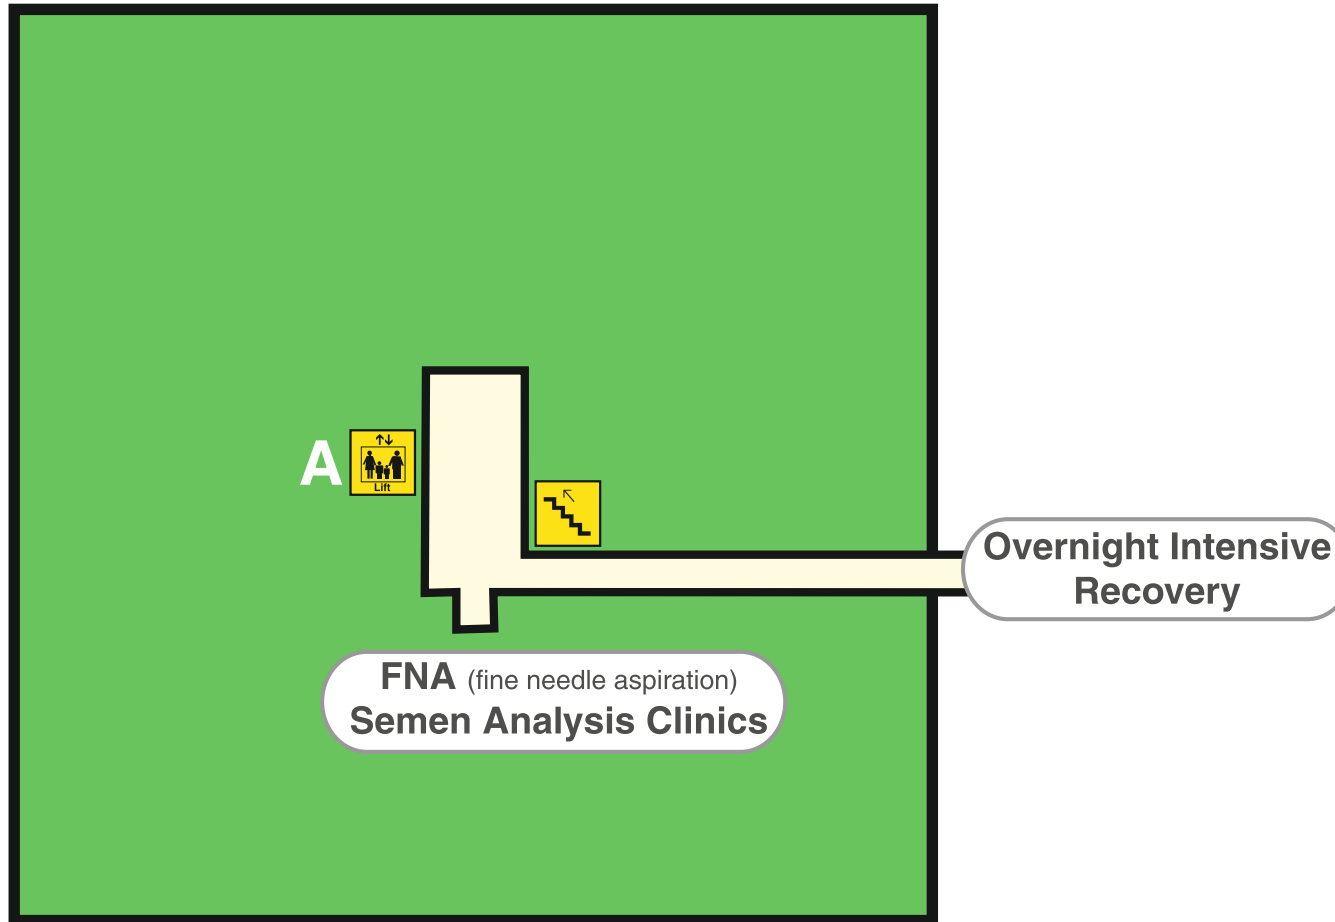 A
Lift
Overnight Intensive
Recovery
FNA (fine needle aspiration)
Semen Analysis Clinics